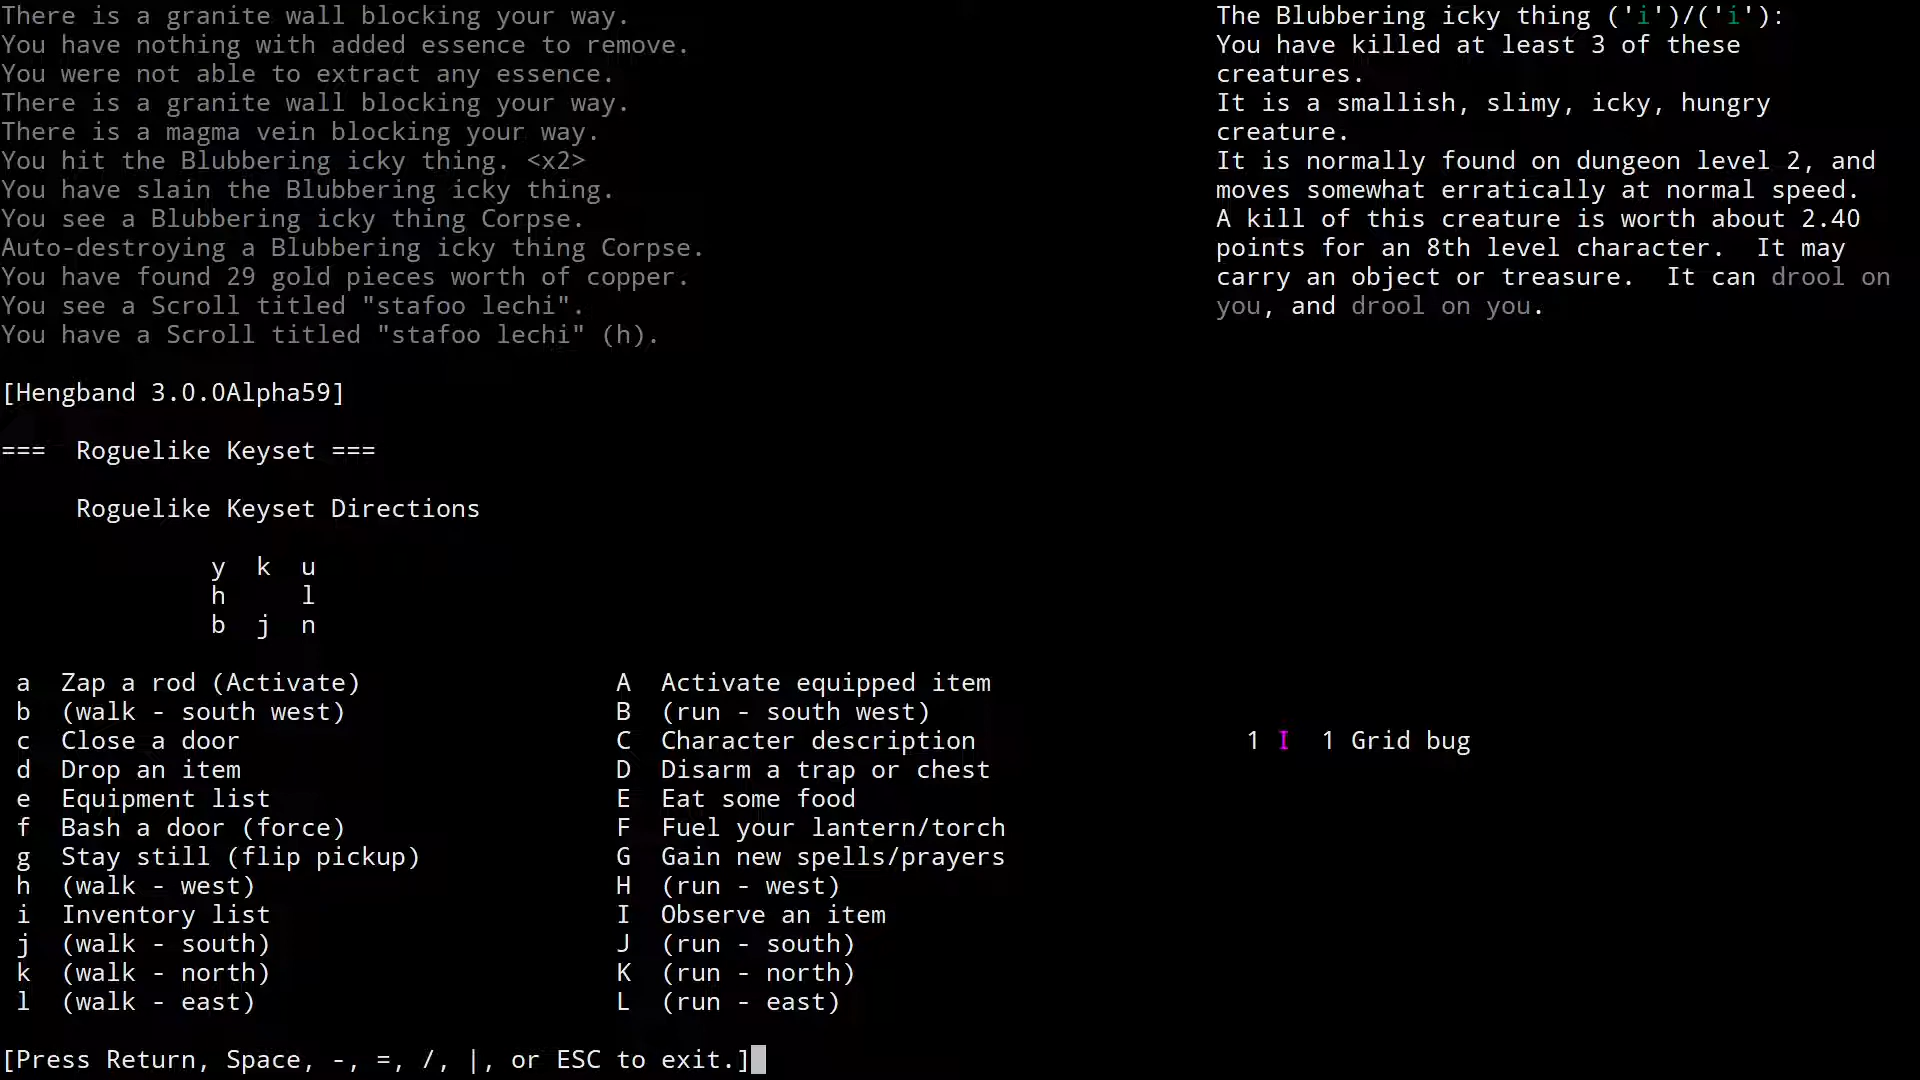 There is a granite wall blocking your way.
You have nothing with added essence to remove.
You were not able to extract any essence.
There is a granite wall blocking your way.
There is a magma vein blocking your way.
You hit the Blubbering icky thing. <x2>
You have slain the Blubbering icky thing.
You see a Blubbering icky thing Corpse.
Auto-destroying a Blubbering icky thing Corpse.
You have found 29 gold pieces worth of copper.
You see a Scroll titled "stafoo lechi".
You have a Scroll titled "stafoo lechi" (h).
The Blubbering icky thing ('i')/('i'):
You have killed at least 3 of these
creatures.
It is a smallish, slimy, icky, hungry
creature.
It is normally found on dungeon level 2, and
moves somewhat erratically at normal speed.
A kill of this creature is worth about 2.40
points for an 8th level character.  It may
carry an object or treasure.  It can drool on
you, and drool on you.
[Hengband 3.0.0Alpha59]
===  Roguelike Keyset ===
Roguelike Keyset Directions
y  k  u
h     l
b  j  n
a  Zap a rod (Activate)  A  Activate equipped item
b  (walk - south west)  B  (run - south west)
c  Close a door  C  Character description
d  Drop an item  D  Disarm a trap or chest
e  Equipment list  E  Eat some food
f  Bash a door (force)  F  Fuel your lantern/torch
g  Stay still (flip pickup)  G  Gain new spells/prayers
h  (walk - west)  H  (run - west)
i  Inventory list  I  Observe an item
j  (walk - south)  J  (run - south)
k  (walk - north)  K  (run - north)
l  (walk - east)  L  (run - east)
1 I  1 Grid bug
[Press Return, Space, -, =, /, |, or ESC to exit.]